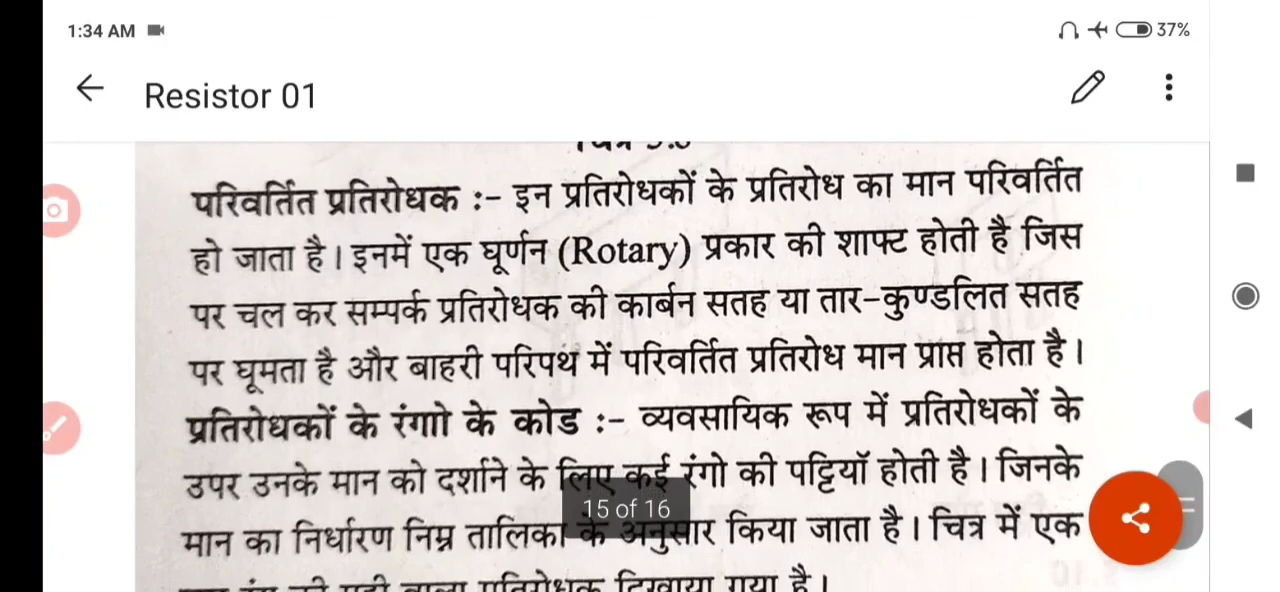 1:34 AM
37%
Resistor 01
परिवर्तित प्रतिरोधक :- इन प्रतिरोधकों के प्रतिरोध का मान परिवर्तित
हो जाता है। इनमें एक घूर्णन (Rotary) प्रकार की शाफ्ट होती है जिस
पर चल कर सम्पर्क प्रतिरोधक की कार्बन सतह या तार-कुण्डलित सतह
पर घूमता है और बाहरी परिपथ में परिवर्तित प्रतिरोध मान प्राप्त होता है।
प्रतिरोधकों के रंगाो के कोड :- व्यवसायिक रूप में प्रतिरोधकों के
उपर उनके मान को दर्शाने के लिए कई रंगो की पट्टियॉ होती है। जिनके
15 of 16
मान का निर्धारण निम्न तालिका के अनुसार किया जाता है। चित्र में एक
दिखाया गया है।